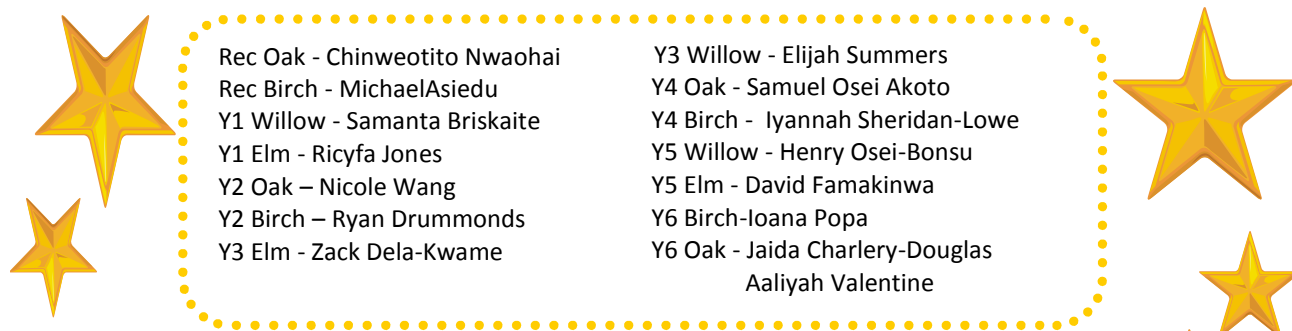 Rec Oak - Chinweotito Nwaohai
Rec Birch - MichaelAsiedu
Y1 Willow - Samanta Briskaite
Y1 Elm - Ricyfa Jones
Y2 Oak – Nicole Wang
Y2 Birch – Ryan Drummonds
Y3 Elm - Zack Dela-Kwame
Y3 Willow - Elijah Summers
Y4 Oak - Samuel Osei Akoto
Y4 Birch -  Iyannah Sheridan-Lowe
Y5 Willow - Henry Osei-Bonsu
Y5 Elm - David Famakinwa
Y6 Birch-Ioana Popa
Y6 Oak - Jaida Charlery-Douglas
Aaliyah Valentine